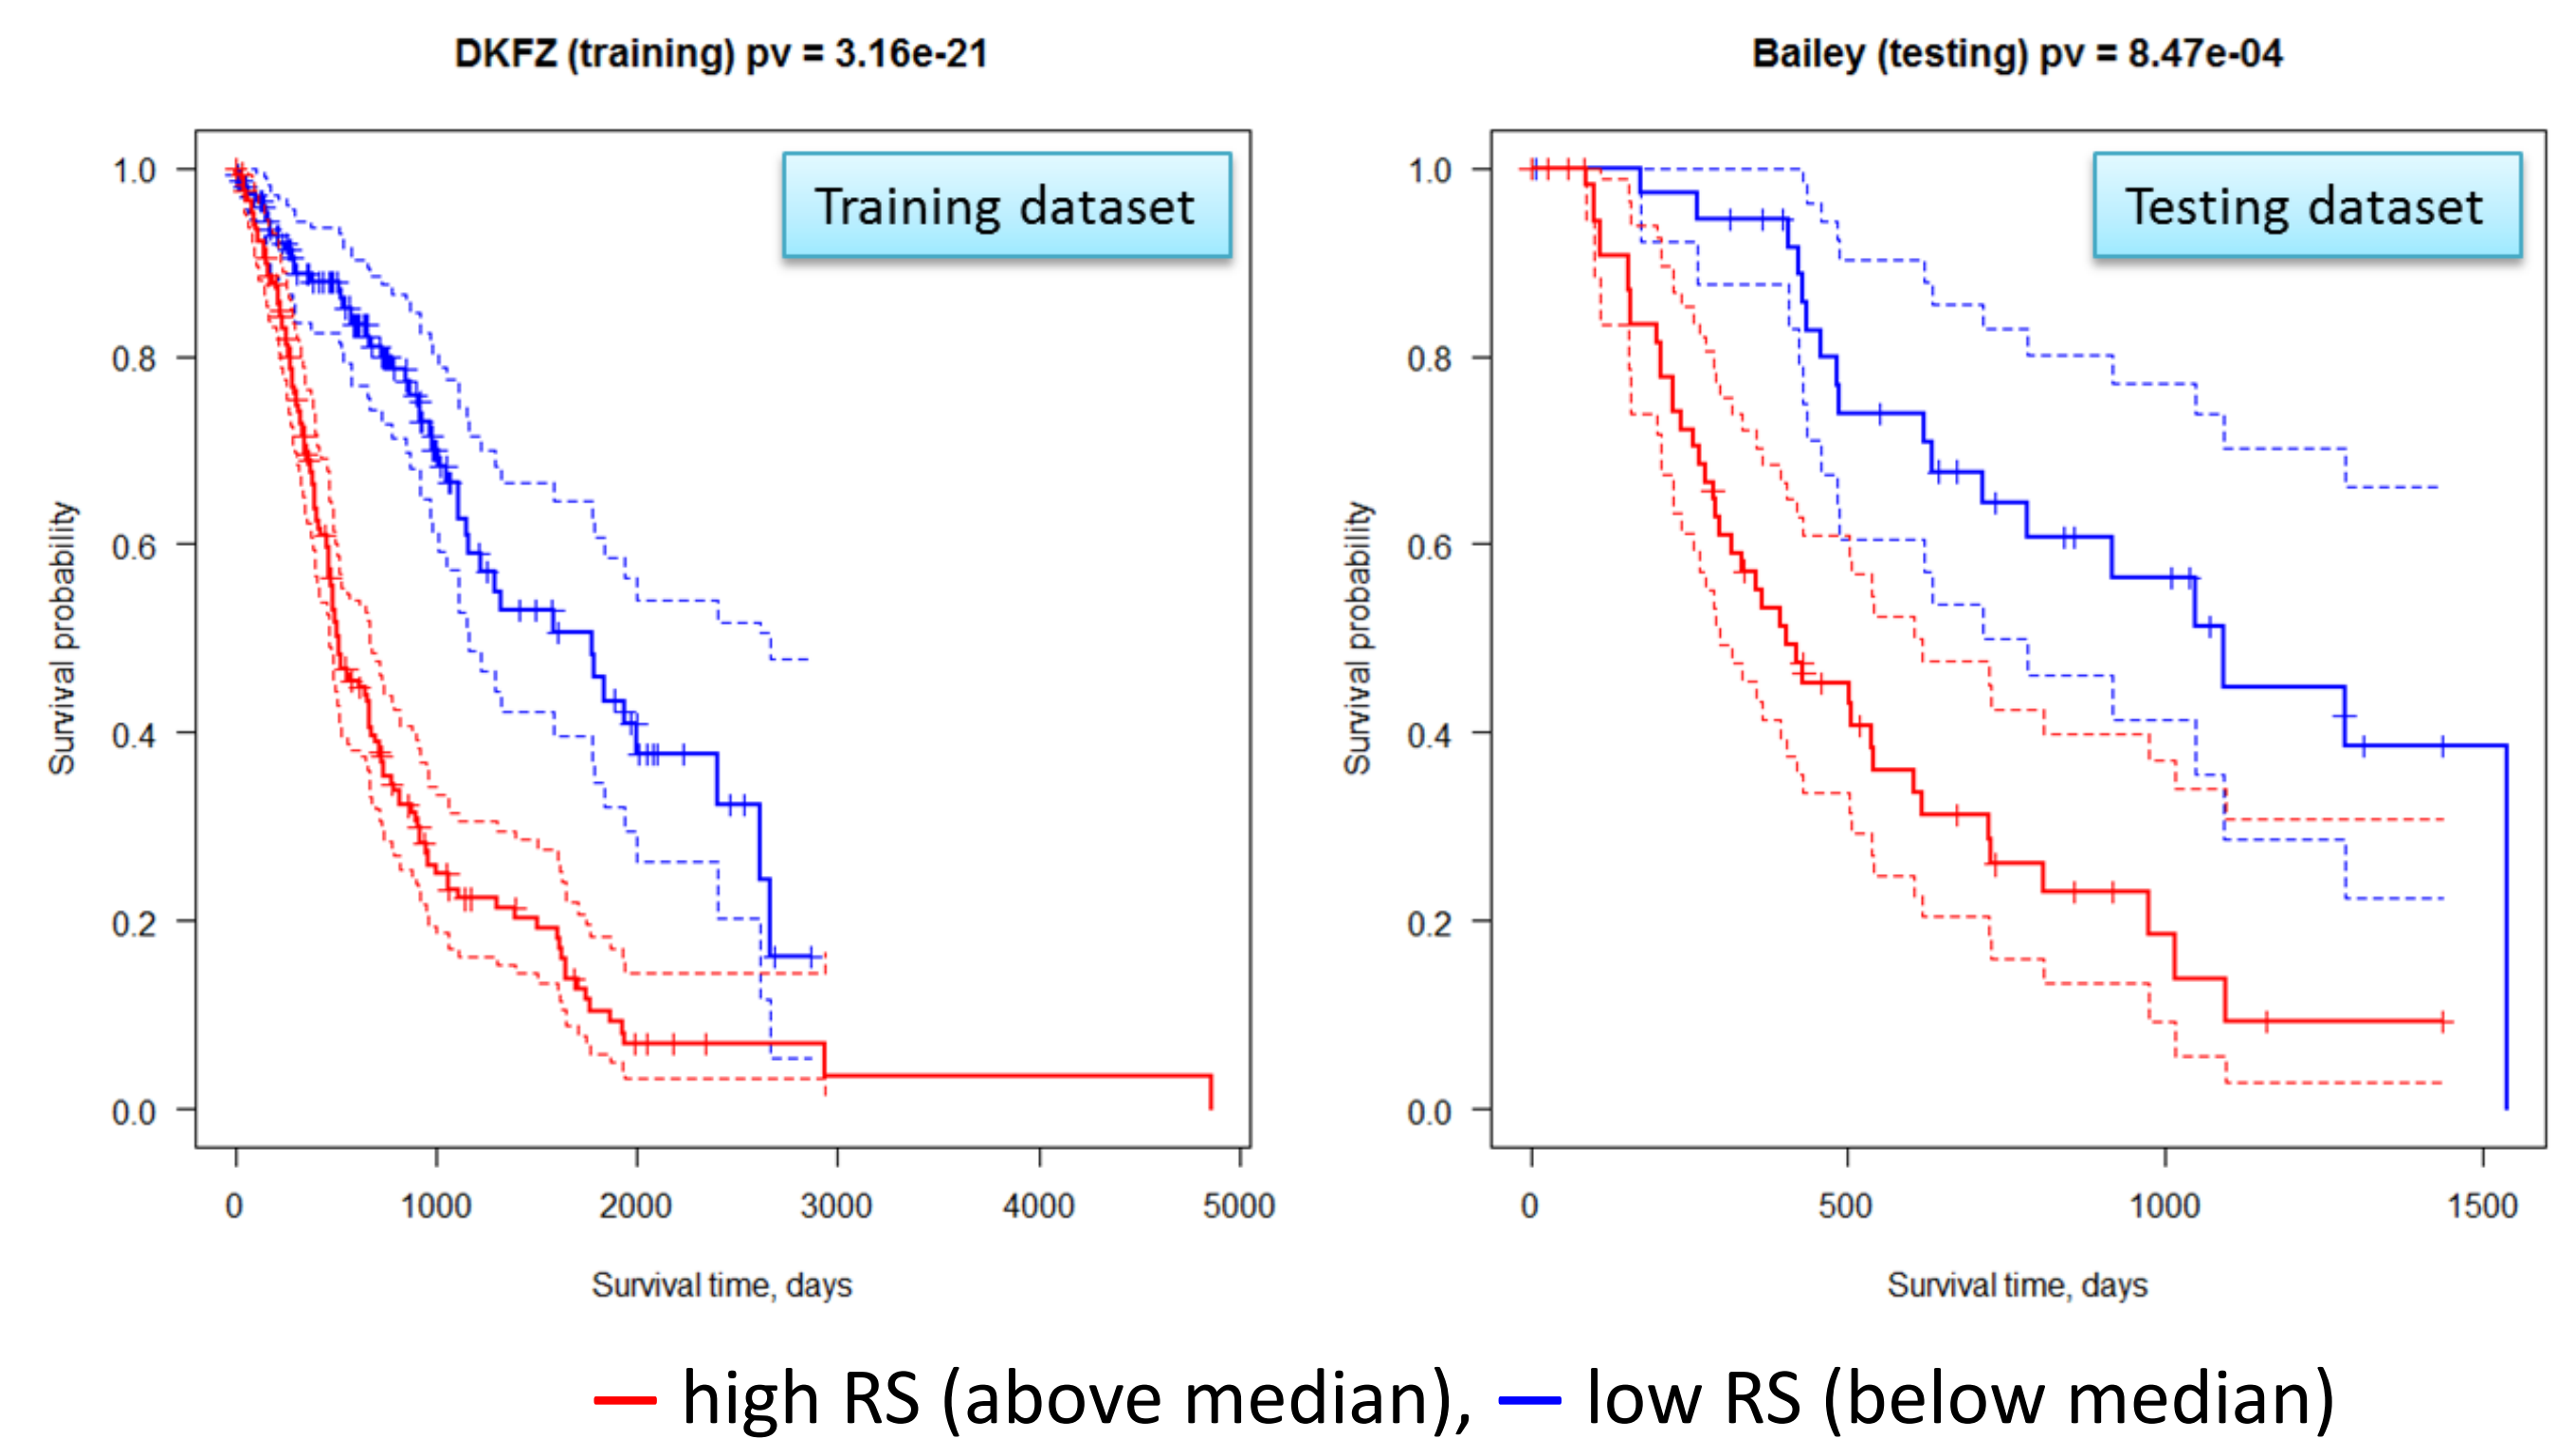 DKFZ (training) pv = 3.16e-21
Training dataset
Survival probability
1.0
0.8
0.6
0.4
0.2
0.0
0 1000 2000 3000 4000 5000
Survival time, days
Bailey (testing) pv = 8.47e-04
Testing dataset
Survival probability
1.0
0.8
0.6
0.4
0.2
0.0
0 500 1000 1500
Survival time, days
high RS (above median), low RS (below median)